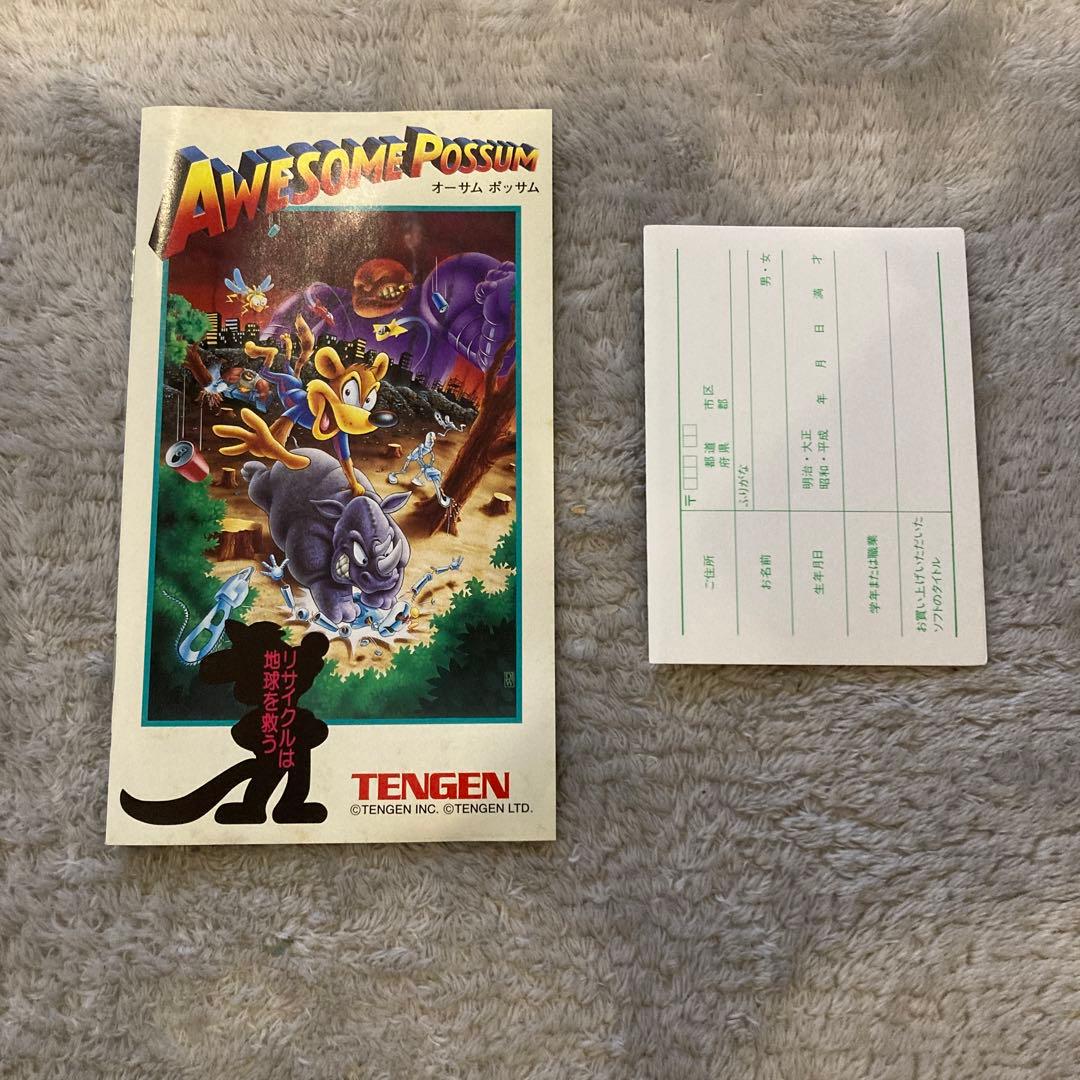 AWESOME POSSUM
オーサム ポッサム
リサイクルは
地球を救う
TENGEN
©TENGEN INC. ©TENGEN LTD.
ご住所
〒
都道
府県
市区
郡
お名前
ふりがな
男・女
生年月日
明治・大正
昭和・平成
年 月 日 満 才
学年または職業
お買い上げいただいた
ソフトのタイトル